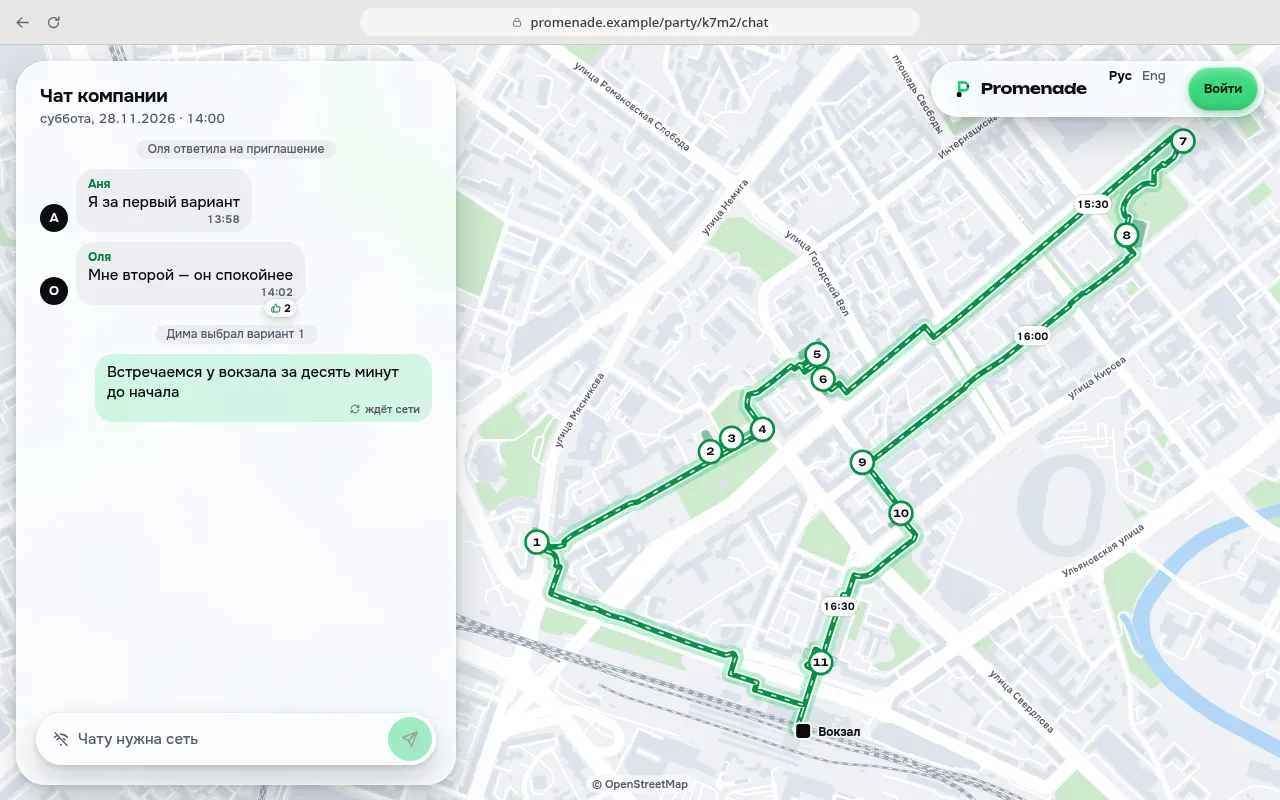 promenade.example/party/k7m2/chat
Чат компании
суббота, 28.11.2026 · 14:00
Оля ответила на приглашение
Аня
Я за первый вариант
13:58
А
Оля
Мне второй — он спокойнее
14:02
О
2
Дима выбрал вариант 1
Встречаемся у вокзала за десять минут
до начала
ждёт сети
Чату нужна сеть
Promenade
Рус
Eng
Войти
улица Романовская Слобода
площадь Свободы
Интернациона
улица Немига
улица Городской Вал
улица Мясникова
улица Кирова
Ульяновская улица
улица Свердлова
7
15:30
8
16:00
5
6
4
3
2
9
10
1
16:30
11
Вокзал
© OpenStreetMap